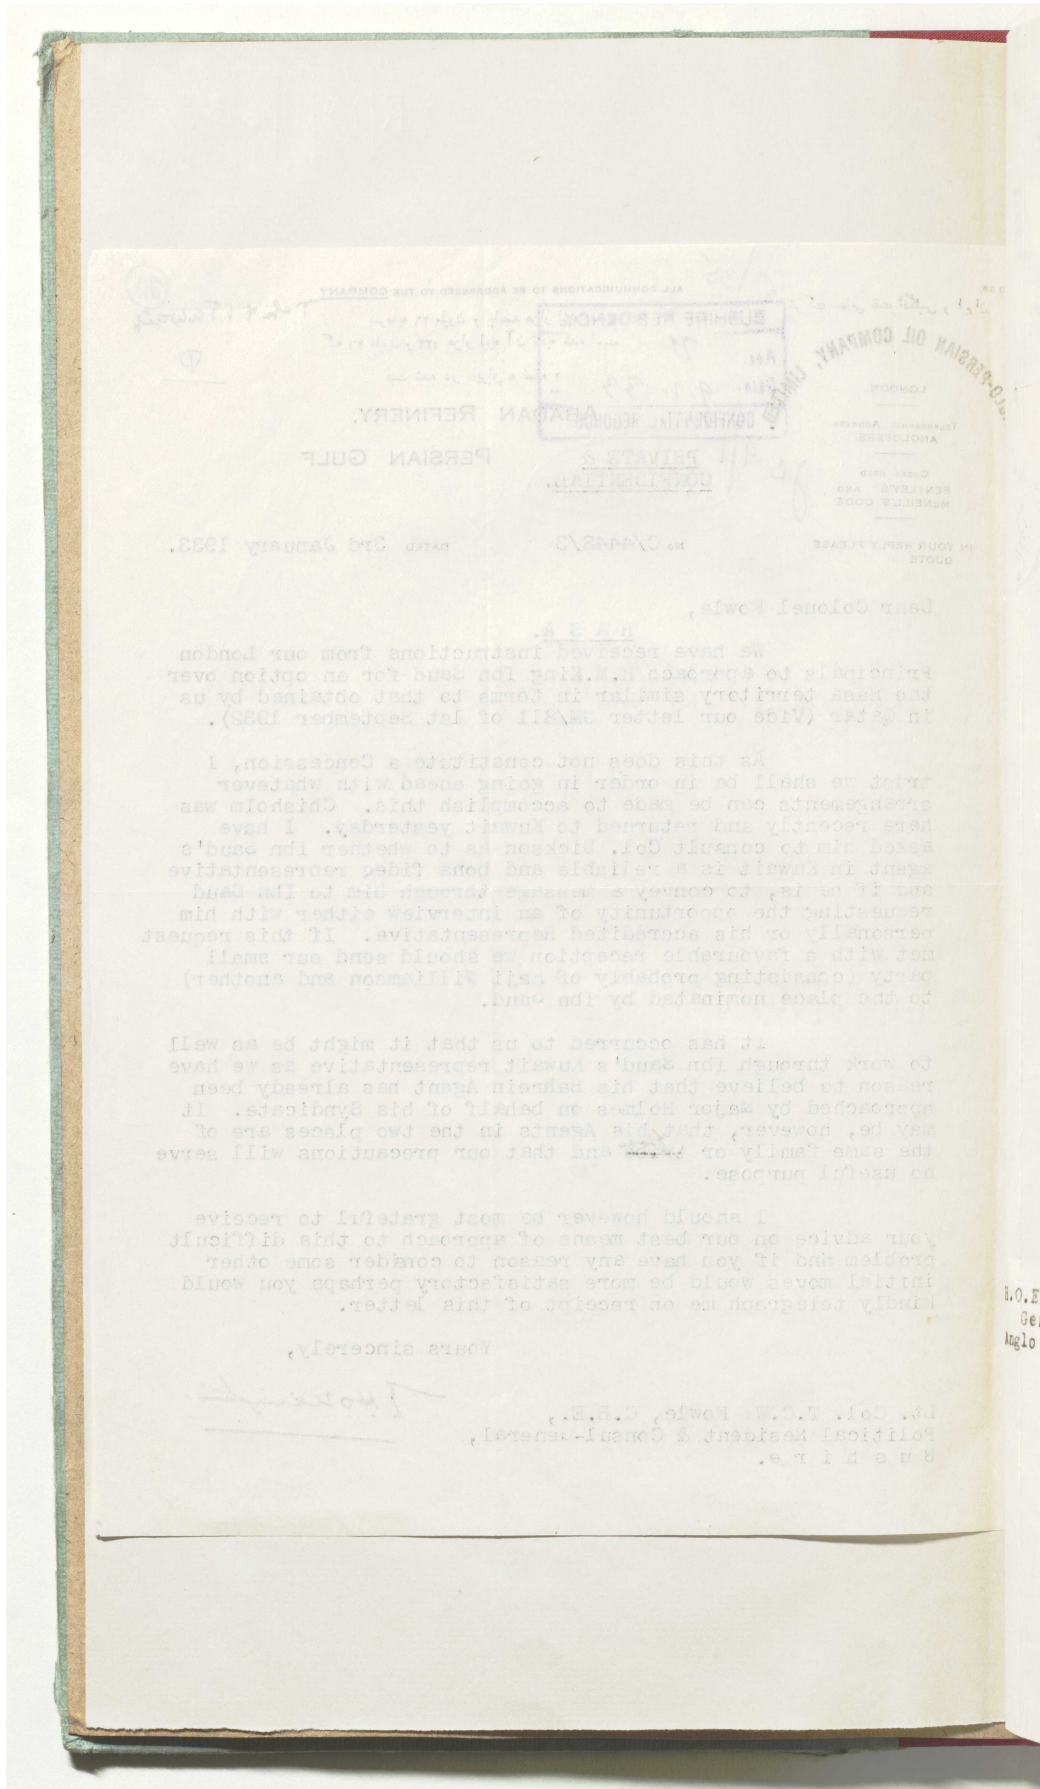 ALL COMMUNICATIONS TO BE ADDRESSED TO THE COMPANY
ANGLO-PERSIAN OIL COMPANY, LIMITED.
BUSHIRE RESIDENCY
CONFIDENTIAL RECORDS
LONDON
TELEGRAPHIC ADDRESS
ANGLOPERS
CODES USED
BENTLEY'S AND
McNEILL'S CODE
ABADAN REFINERY.
PERSIAN GULF
PRIVATE &
CONFIDENTIAL.
IN YOUR REPLY PLEASE
QUOTE
No. C/4448/3
DATED 3rd January 1933.
Dear Colonel Fowle,
H A S A.
We have received instructions from our London
Principals to approach H.M.King Ibn Saud for an option over
the Hasa territory similar in terms to that obtained by us
in Qatar (Vide our letter SM/811 of 1st September 1932).
As this does not constitute a Concession, I
trust we shall be in order in going ahead with whatever
arrangements can be made to accomplish this. Chisholm was
here recently and returned to Kuwait yesterday. I have
asked him to consult Col. Dickson as to whether Ibn Saud's
agent in Kuwait is a reliable and bona fides representative
and if he is, to convey a message through him to Ibn Saud
requesting the opportunity of an interview either with him
personally or his accredited Representative. If this request
met with a favourable reception we should send our small
party (consisting probably of Haji Williamson and another)
to the place nominated by Ibn Saud.
It has occurred to us that it might be as well
to work through Ibn Saud's Kuwait representative as we have
reason to believe that his Bahrein Agent has already been
approached by Major Holmes on behalf of his Syndicate. It
may be, however, that his Agents in the two places are of
the same family or and that our precautions will serve
no useful purpose.
I should however be most grateful to receive
your advice on our best means of approach to this difficult
problem and if you have any reason to consider some other
initial moves would be more satisfactory perhaps you would
kindly telegraph me on receipt of this letter.
Yours sincerely,
Lt. Col. T.C.W. Fowle, C.B.E.,
Political Resident & Consul-General,
B u s h i r e.
H.O.E
Ge
Anglo